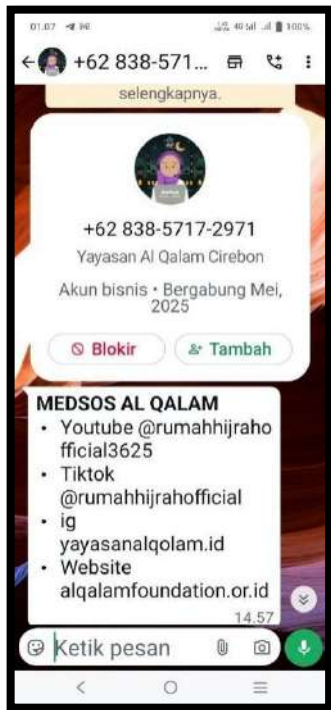 01.07
100%
+62 838-571...
selengkapnya.
+62 838-5717-2971
Yayasan Al Qalam Cirebon
Akun bisnis • Bergabung Mei,
2025
Blokir
Tambah
MEDSOS AL QALAM
• Youtube @rumahhijraho
fficial3625
• Tiktok
@rumahhijrahofficial
• ig
yayasanalqolam.id
• Website
alqalamfoundation.or.id
14.57
Ketik pesan